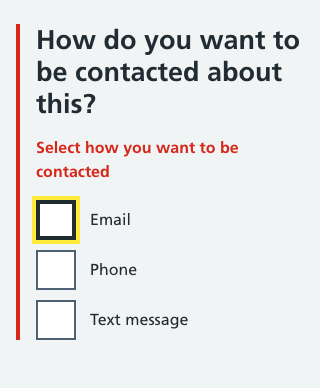 How do you want to
be contacted about
this?
Select how you want to be
contacted
Email
Phone
Text message